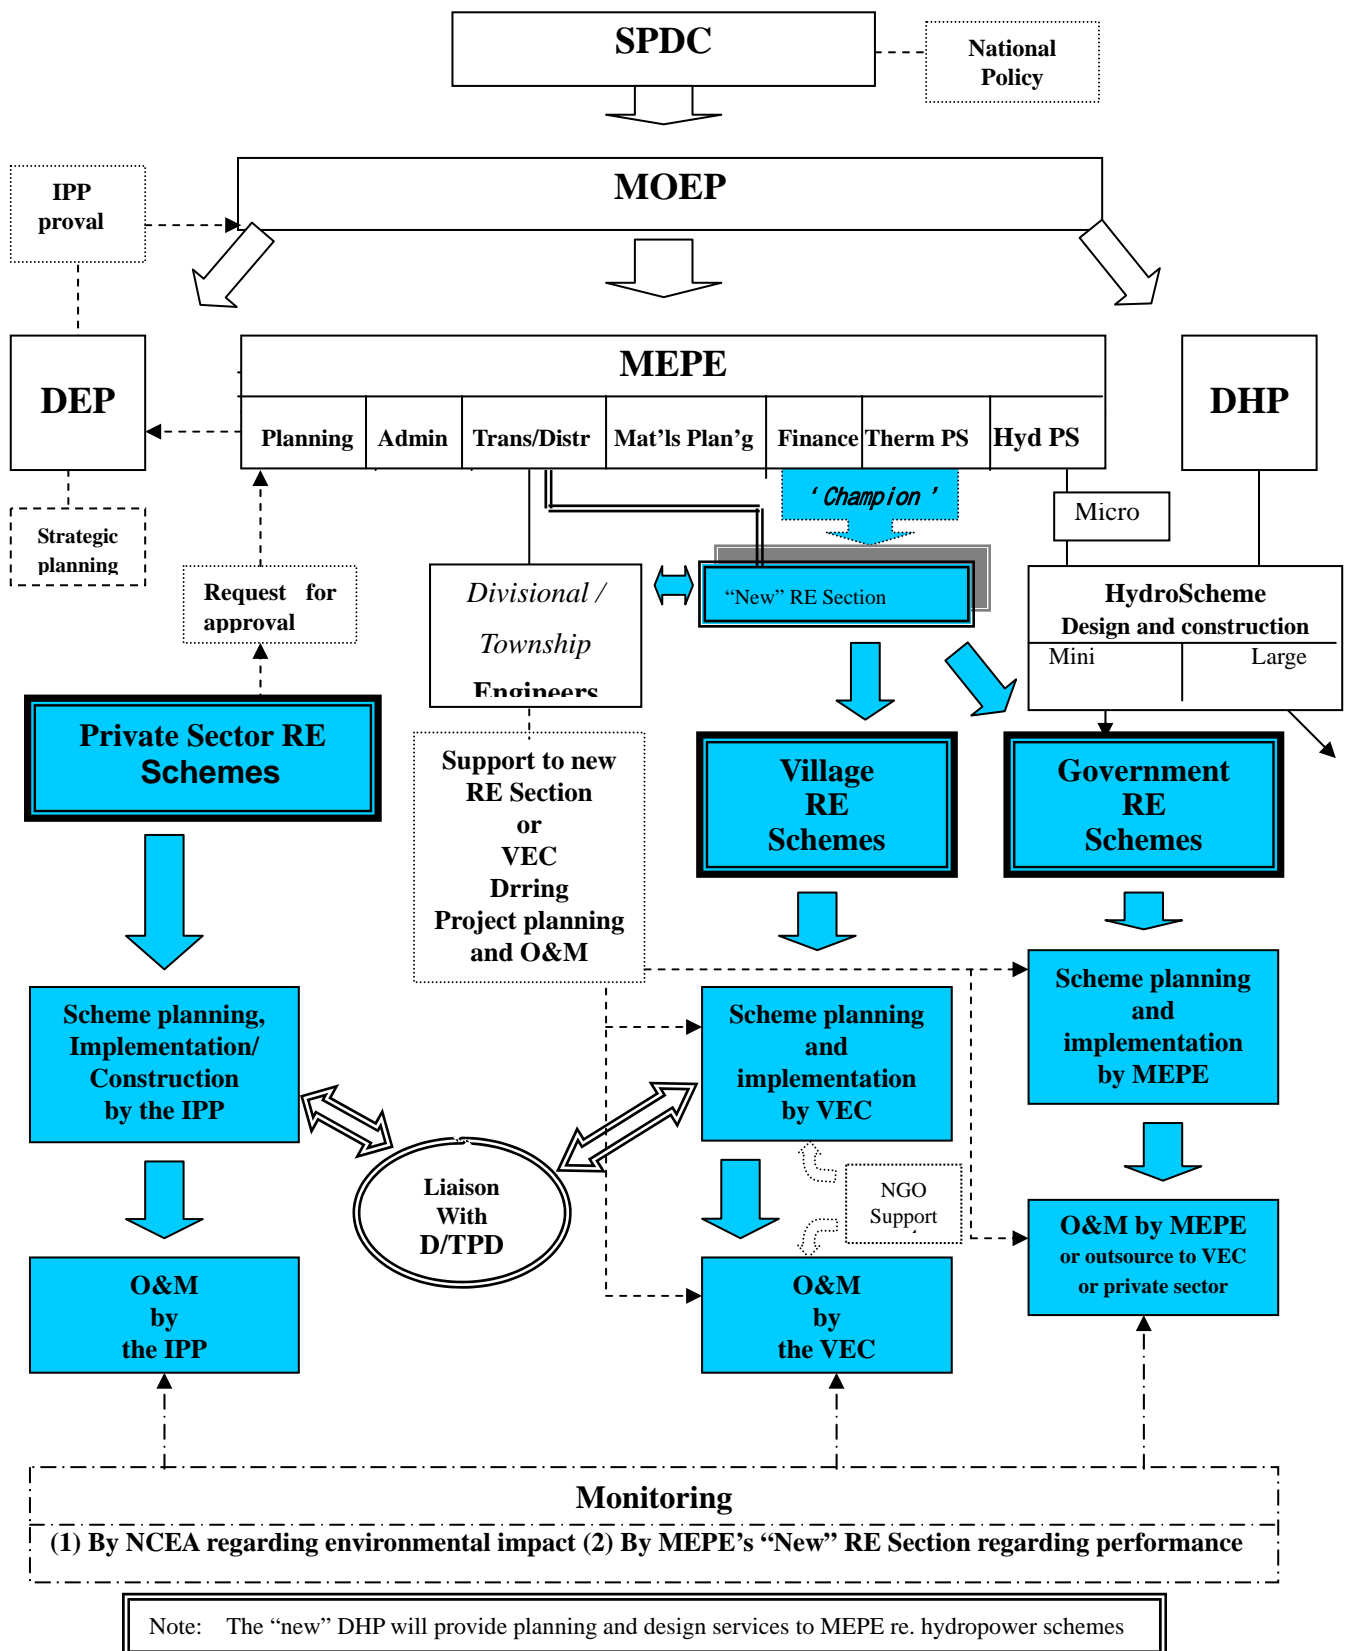 SPDC
National
Policy
IPP
proval
MOEP
DEP
MEPE
DHP
Planning
Admin
Trans/Distr
Mat'ls Plan'g
Finance
Therm PS
Hyd PS
Strategic
planning
Request for
approval
'Champion'
Micro
Divisional /
Township
Engineers
“New” RE Section
HydroScheme
Design and construction
Mini
Large
Private Sector RE
Schemes
Support to new
RE Section
or
VEC
Drring
Project planning
and O&M
Village
RE
Schemes
Government
RE
Schemes
Scheme planning,
Implementation/
Construction
by the IPP
Scheme planning
and
implementation
by VEC
Scheme planning
and
implementation
by MEPE
Liaison
With
D/TPD
NGO
Support
O&M
by
the IPP
O&M
by
the VEC
O&M by MEPE
or outsource to VEC
or private sector
Monitoring
(1) By NCEA regarding environmental impact (2) By MEPE’s “New” RE Section regarding performance
Note: The “new” DHP will provide planning and design services to MEPE re. hydropower schemes